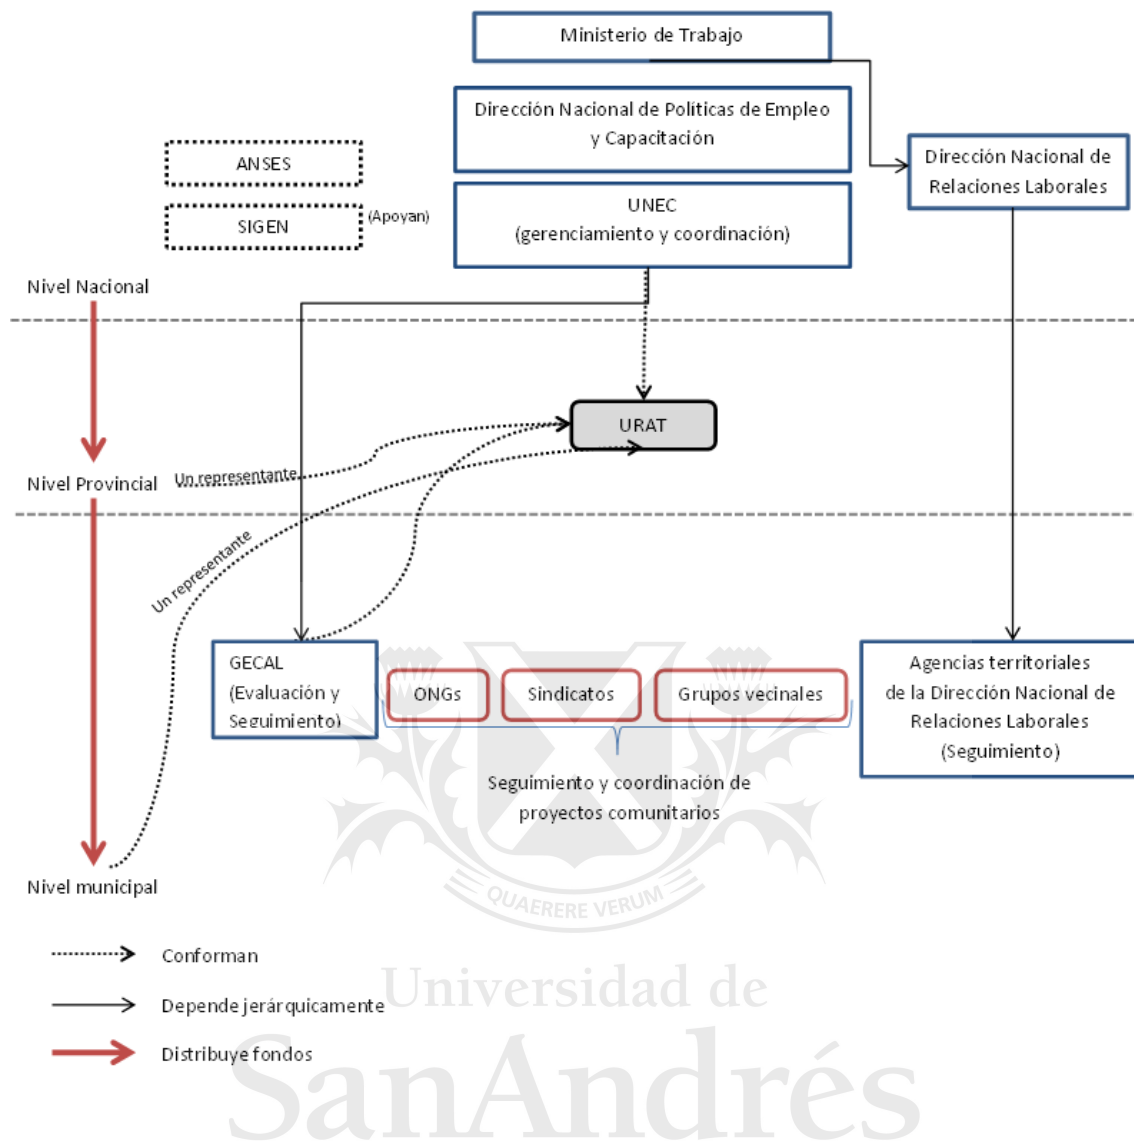 Ministerio de Trabajo
Dirección Nacional de Políticas de Empleo
y Capacitación
Dirección Nacional de
Relaciones Laborales
ANSES
SIGEN
(Apoyan)
UNEC
(gerenciamiento y coordinación)
Nivel Nacional
URAT
Nivel Provincial
Un representante
Un representante
GECAL
(Evaluación y
Seguimiento)
ONGs
Sindicatos
Grupos vecinales
Agencias territoriales
de la Dirección Nacional de
Relaciones Laborales
(Seguimiento)
Seguimiento y coordinación de
proyectos comunitarios
Nivel municipal
QUAERERE VERUM
Conforman
Depende jerárquicamente
Distribuye fondos
Universidad de
SanAndrés